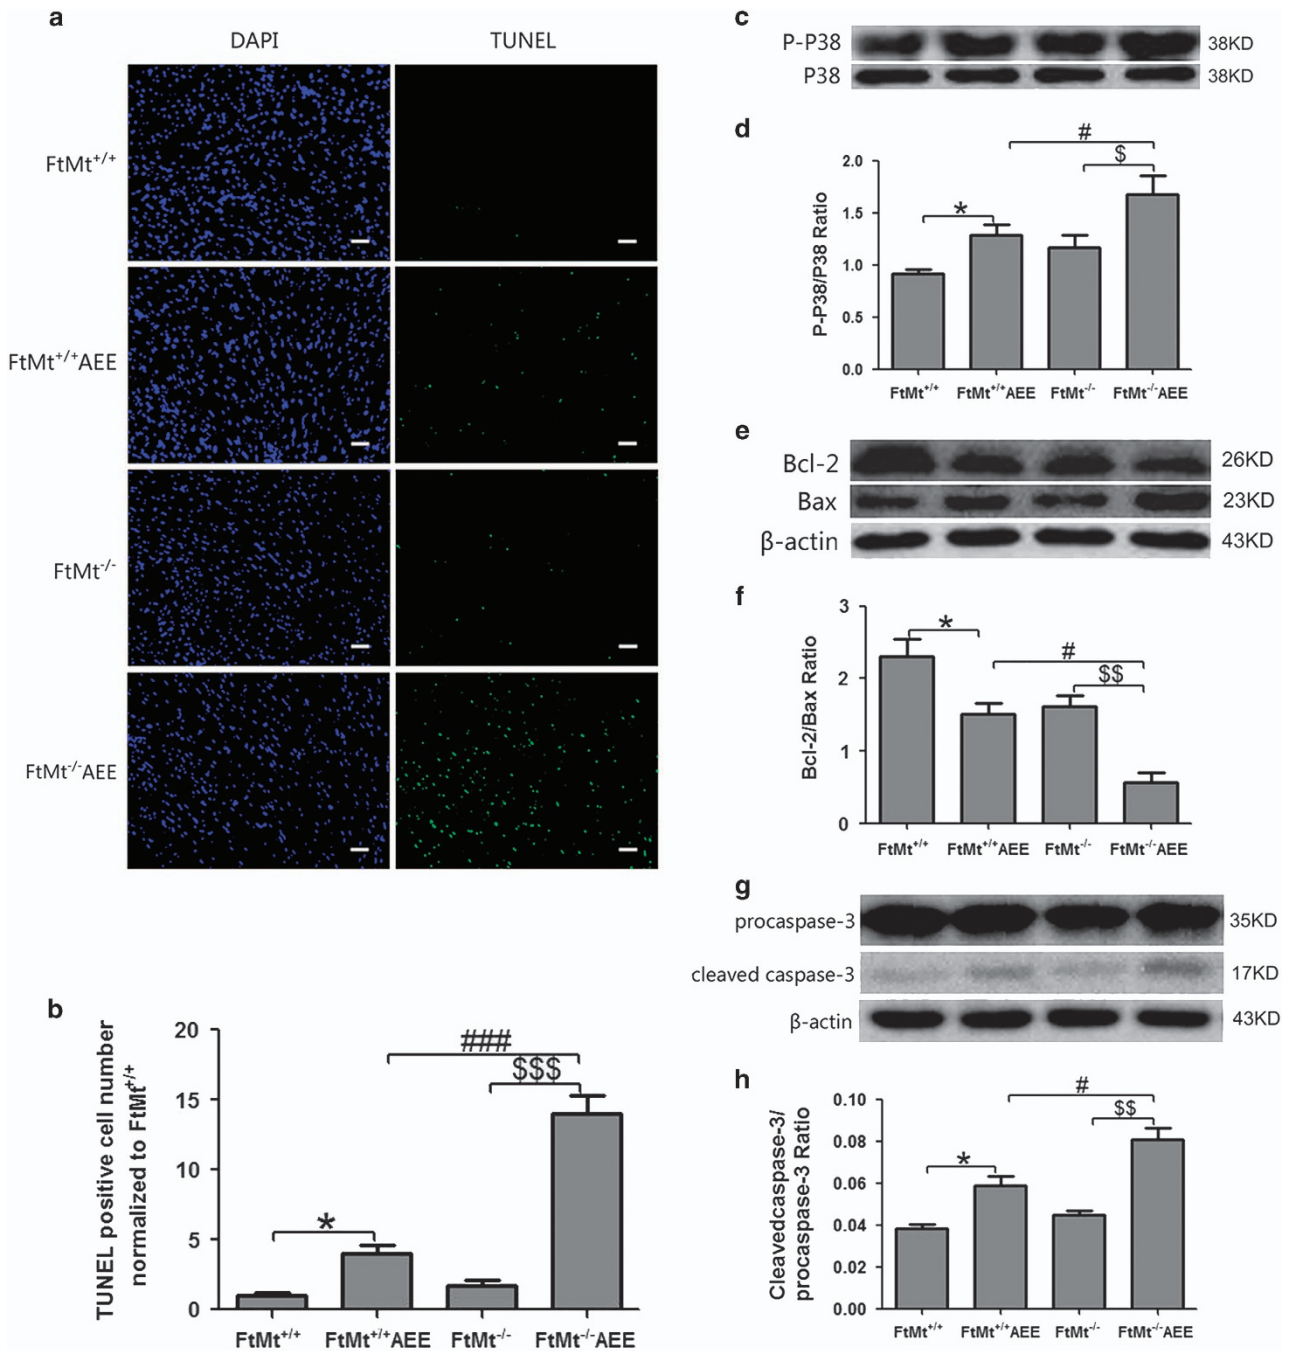 a
DAPI
TUNEL
FtMt+/+
FtMt+/+AEE
FtMt-/-
FtMt-/-AEE
b
TUNEL positive cell number
normalized to FtMt+/+
20
15
10
5
0
*
###
$$$
FtMt+/+
FtMt+/+AEE
FtMt-/-
FtMt-/-AEE
c
P-P38
38KD
P38
38KD
d
P-P38/P38 Ratio
2.0
1.5
1.0
0.5
0.0
*
#
$
FtMt+/+
FtMt+/+AEE
FtMt-/-
FtMt-/-AEE
e
Bcl-2
26KD
Bax
23KD
β-actin
43KD
f
Bcl-2/Bax Ratio
3
2
1
0
*
#
$$
FtMt+/+
FtMt+/+AEE
FtMt-/-
FtMt-/-AEE
g
procaspase-3
35KD
cleaved caspase-3
17KD
β-actin
43KD
h
Cleavedcaspase-3/
procaspase-3 Ratio
0.10
0.08
0.06
0.04
0.02
0.00
*
#
$$
FtMt+/+
FtMt+/+AEE
FtMt-/-
FtMt-/-AEE